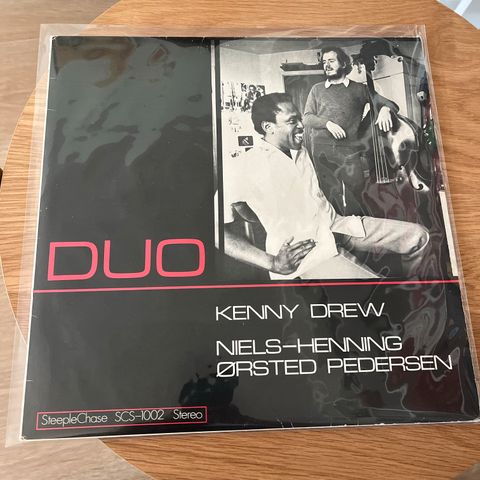 DUO
KENNY DREW
NIELS-HENNING
ØRSTED PEDERSEN
SteepleChase SCS-1002 Stereo